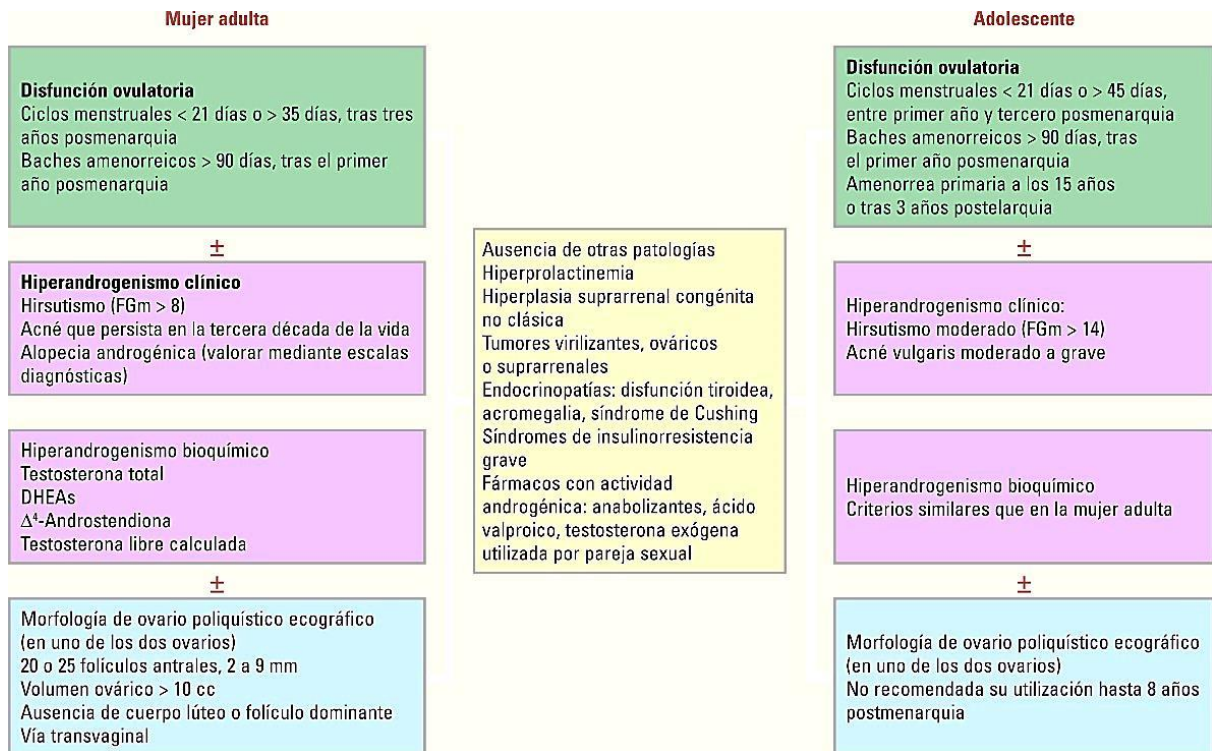 Mujer adulta
Disfunción ovulatoria
Ciclos menstruales < 21 días o > 35 días, tras tres
años posmenarquia
Baches amenorreicos > 90 días, tras el primer
año posmenarquia
±
Hiperandrogenismo clínico
Hirsutismo (FGm > 8)
Acné que persista en la tercera década de la vida
Alopecia androgénica (valorar mediante escalas
diagnósticas)
Hiperandrogenismo bioquímico
Testosterona total
DHEAs
Δ⁴-Androstendiona
Testosterona libre calculada
±
Morfología de ovario poliquístico ecográfico
(en uno de los dos ovarios)
20 o 25 folículos antrales, 2 a 9 mm
Volumen ovárico > 10 cc
Ausencia de cuerpo lúteo o folículo dominante
Vía transvaginal
Ausencia de otras patologías
Hiperprolactinemia
Hiperplasia suprarrenal congénita
no clásica
Tumores virilizantes, ováricos
o suprarrenales
Endocrinopatías: disfunción tiroidea,
acromegalia, síndrome de Cushing
Síndromes de insulinorresistencia
grave
Fármacos con actividad
androgénica: anabolizantes, ácido
valproico, testosterona exógena
utilizada por pareja sexual
Adolescente
Disfunción ovulatoria
Ciclos menstruales < 21 días o > 45 días,
entre primer año y tercero posmenarquia
Baches amenorreicos > 90 días, tras
el primer año posmenarquia
Amenorrea primaria a los 15 años
o tras 3 años postelarquia
±
Hiperandrogenismo clínico:
Hirsutismo moderado (FGm > 14)
Acné vulgaris moderado a grave
Hiperandrogenismo bioquímico
Criterios similares que en la mujer adulta
±
Morfología de ovario poliquístico ecográfico
(en uno de los dos ovarios)
No recomendada su utilización hasta 8 años
postmenarquia